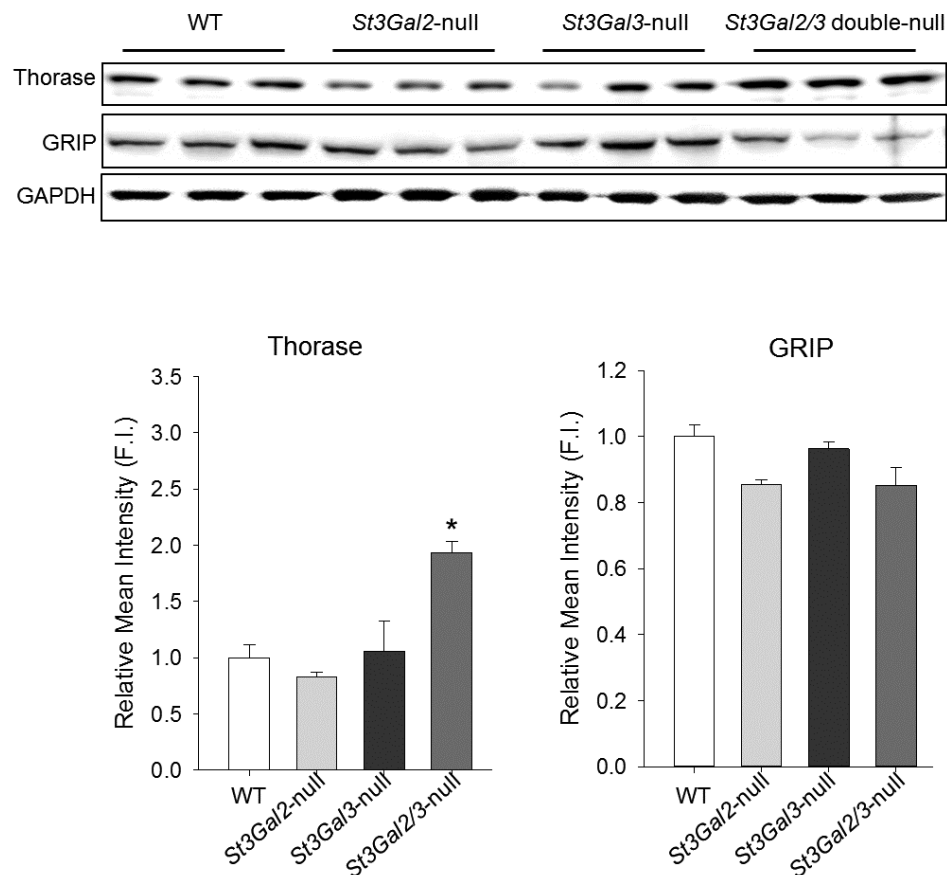 WT St3Gal2-null St3Gal3-null St3Gal2/3 double-null
Thorase
GRIP
GAPDH
Thorase
Relative Mean Intensity (F.I.)
3.5
3.0
2.5
2.0
1.5
1.0
0.5
0.0
*
WT
St3Gal2-null
St3Gal3-null
St3Gal2/3-null
GRIP
Relative Mean Intensity (F.I.)
1.2
1.0
0.8
0.6
0.4
0.2
0.0
WT
St3Gal2-null
St3Gal3-null
St3Gal2/3-null